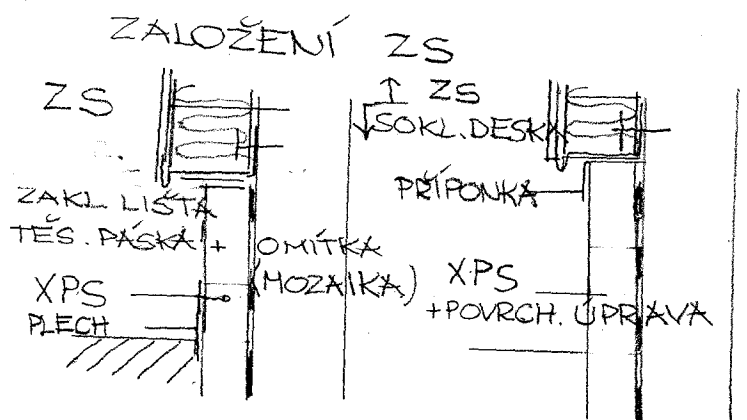 ZALOŽENÍ ZS
ZS
↑ ZS
↓ SOKL. DESKA
PŘÍPONKA
ZAKL. LIŠTA
TĚS. PÁSKA + OMÍTKA
(MOZAIKA)
XPS
PLECH
XPS
+POVRCH. ÚPRAVA